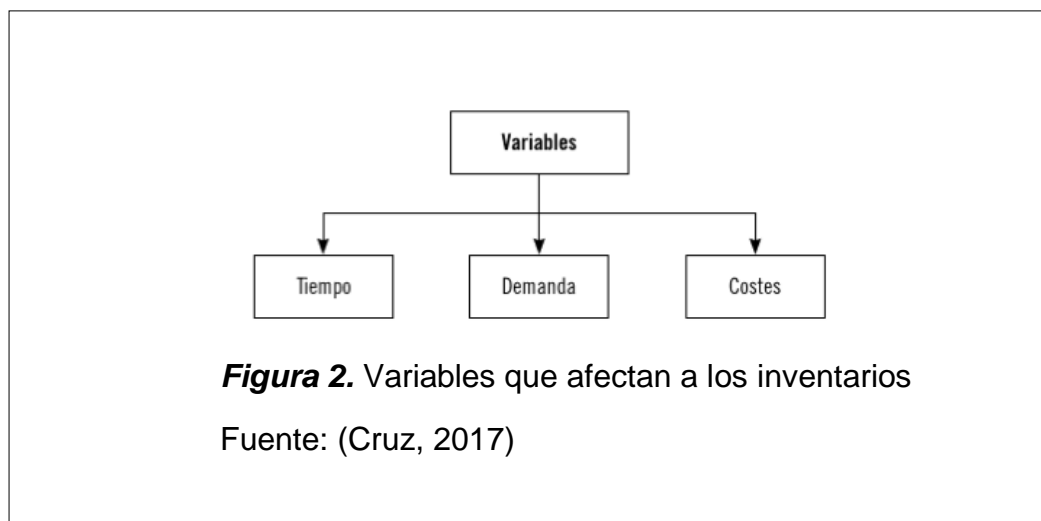 Variables
Tiempo Demanda Costes
Figura 2. Variables que afectan a los inventarios
Fuente: (Cruz, 2017)